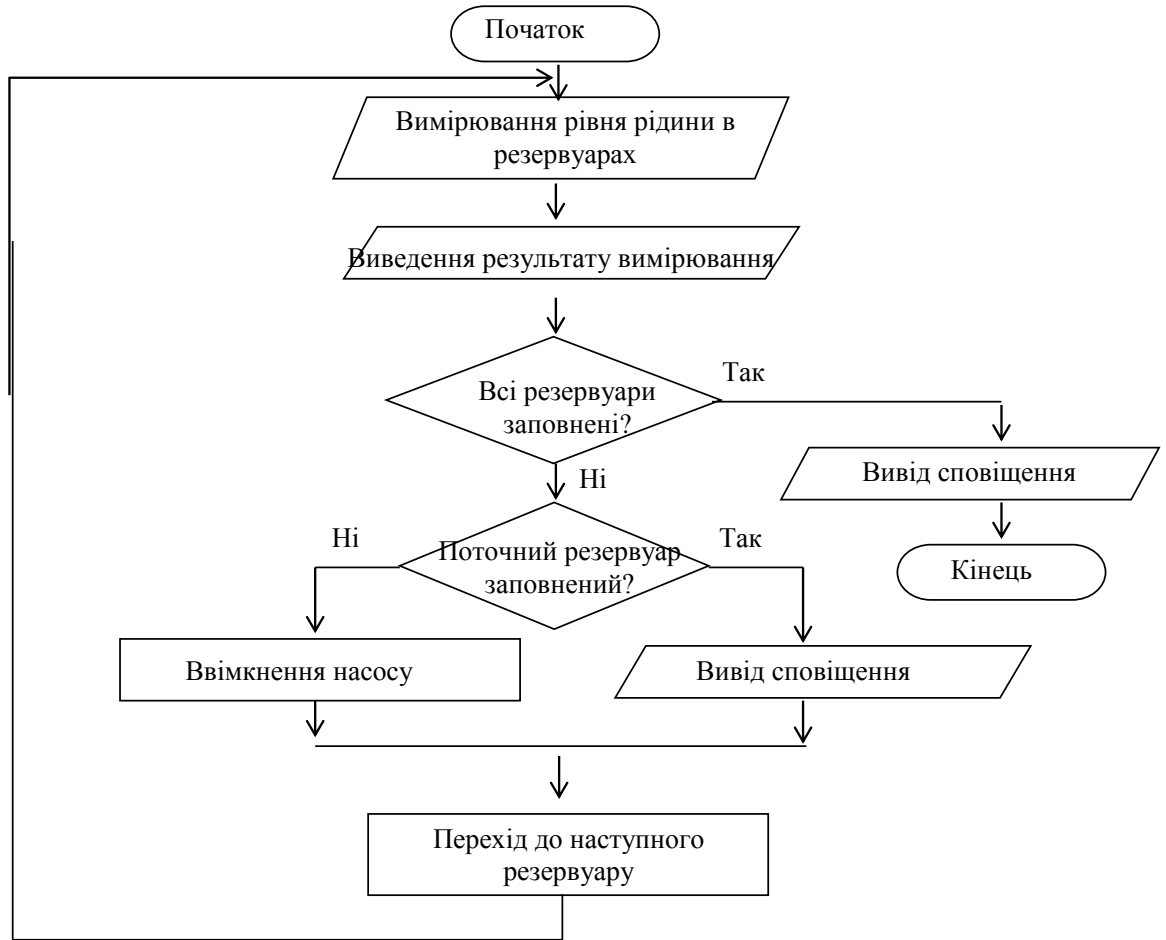 Початок
Вимірювання рівня рідини в
резервуарах
Виведення результату вимірювання
Всі резервуари
заповнені?
Так
Вивід сповіщення
Кінець
Ні
Поточний резервуар
заповнений?
Ні
Так
Ввімкнення насосу
Вивід сповіщення
Перехід до наступного
резервуару